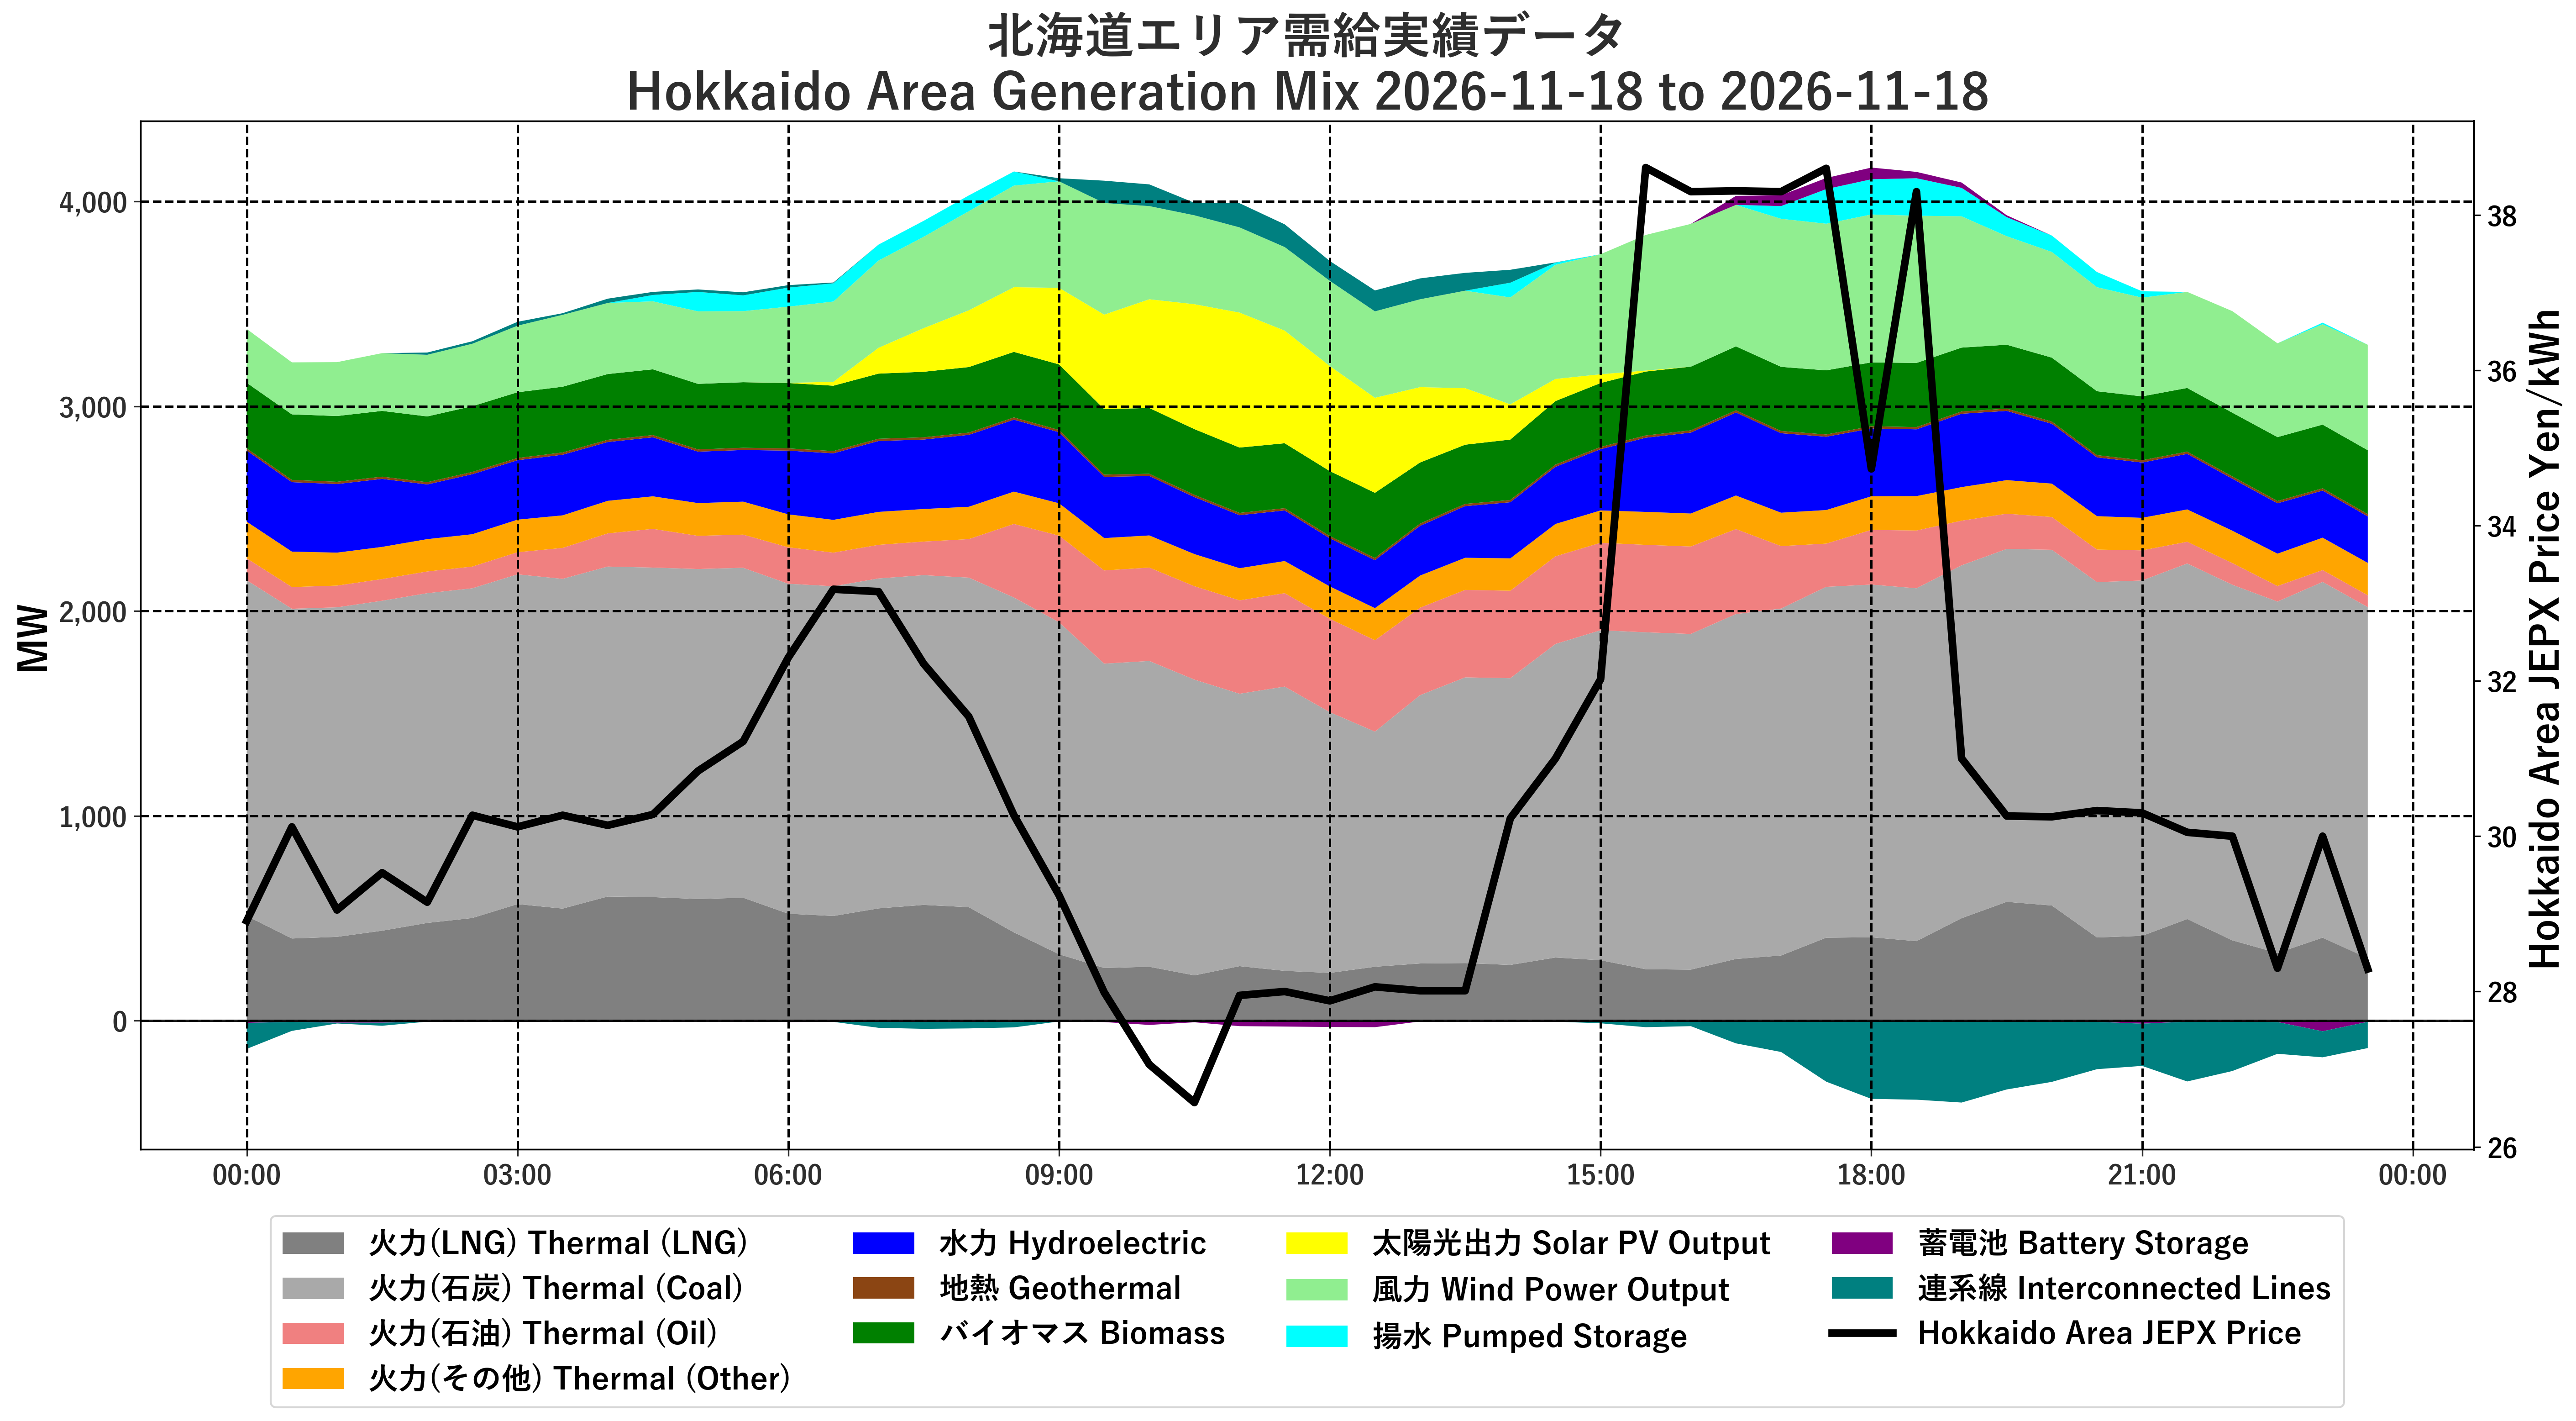 北海道エリア需給実績データ
Hokkaido Area Generation Mix 2026-11-18 to 2026-11-18
MW
4,000
3,000
2,000
1,000
0
38
36
34
32
30
28
26
Hokkaido Area JEPX Price Yen/kWh
00:00 03:00 06:00 09:00 12:00 15:00 18:00 21:00 00:00
火力(LNG) Thermal (LNG)
火力(石炭) Thermal (Coal)
火力(石油) Thermal (Oil)
火力(その他) Thermal (Other)
水力 Hydroelectric
地熱 Geothermal
バイオマス Biomass
太陽光出力 Solar PV Output
風力 Wind Power Output
揚水 Pumped Storage
蓄電池 Battery Storage
連系線 Interconnected Lines
Hokkaido Area JEPX Price